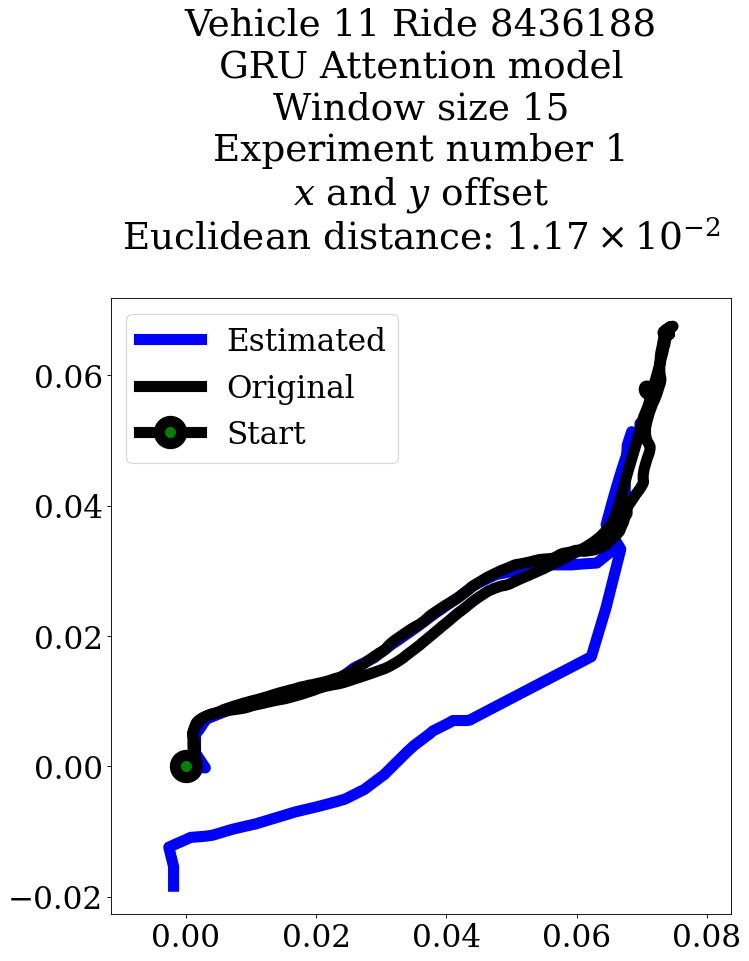 Vehicle 11 Ride 8436188
GRU Attention model
Window size 15
Experiment number 1
x and y offset
Euclidean distance: 1.17 × 10⁻²
Estimated
Original
Start
0.06
0.04
0.02
0.00
−0.02
0.00 0.02 0.04 0.06 0.08